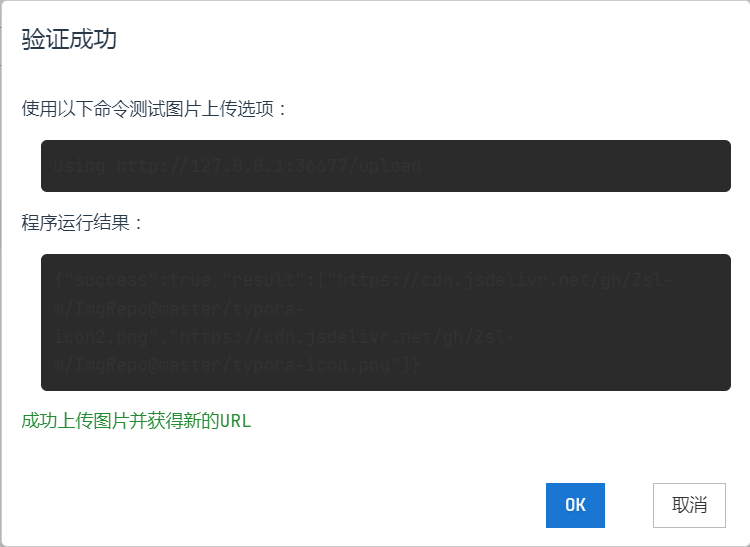 验证成功
使用以下命令测试图片上传选项：
using http://127.0.0.1:36677/upload
程序运行结果：
{"success":true,"result":["https://cdn.jsdelivr.net/gh/Zsl-
w/ImgRepo@master/typora-
icon2.png","https://cdn.jsdelivr.net/gh/Zsl-
w/ImgRepo@master/typora-icon.png"]}
成功上传图片并获得新的URL
OK
取消